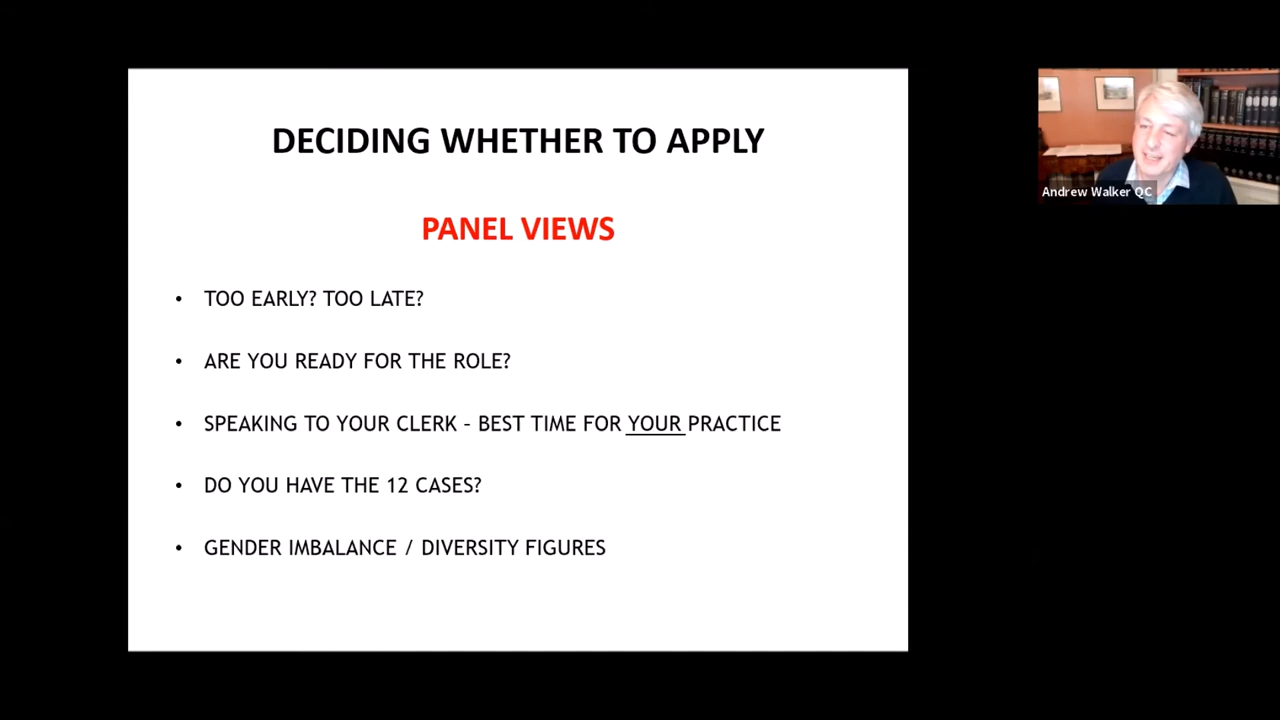 DECIDING WHETHER TO APPLY
PANEL VIEWS
• TOO EARLY? TOO LATE?
• ARE YOU READY FOR THE ROLE?
• SPEAKING TO YOUR CLERK – BEST TIME FOR YOUR PRACTICE
• DO YOU HAVE THE 12 CASES?
• GENDER IMBALANCE / DIVERSITY FIGURES
Andrew Walker QC